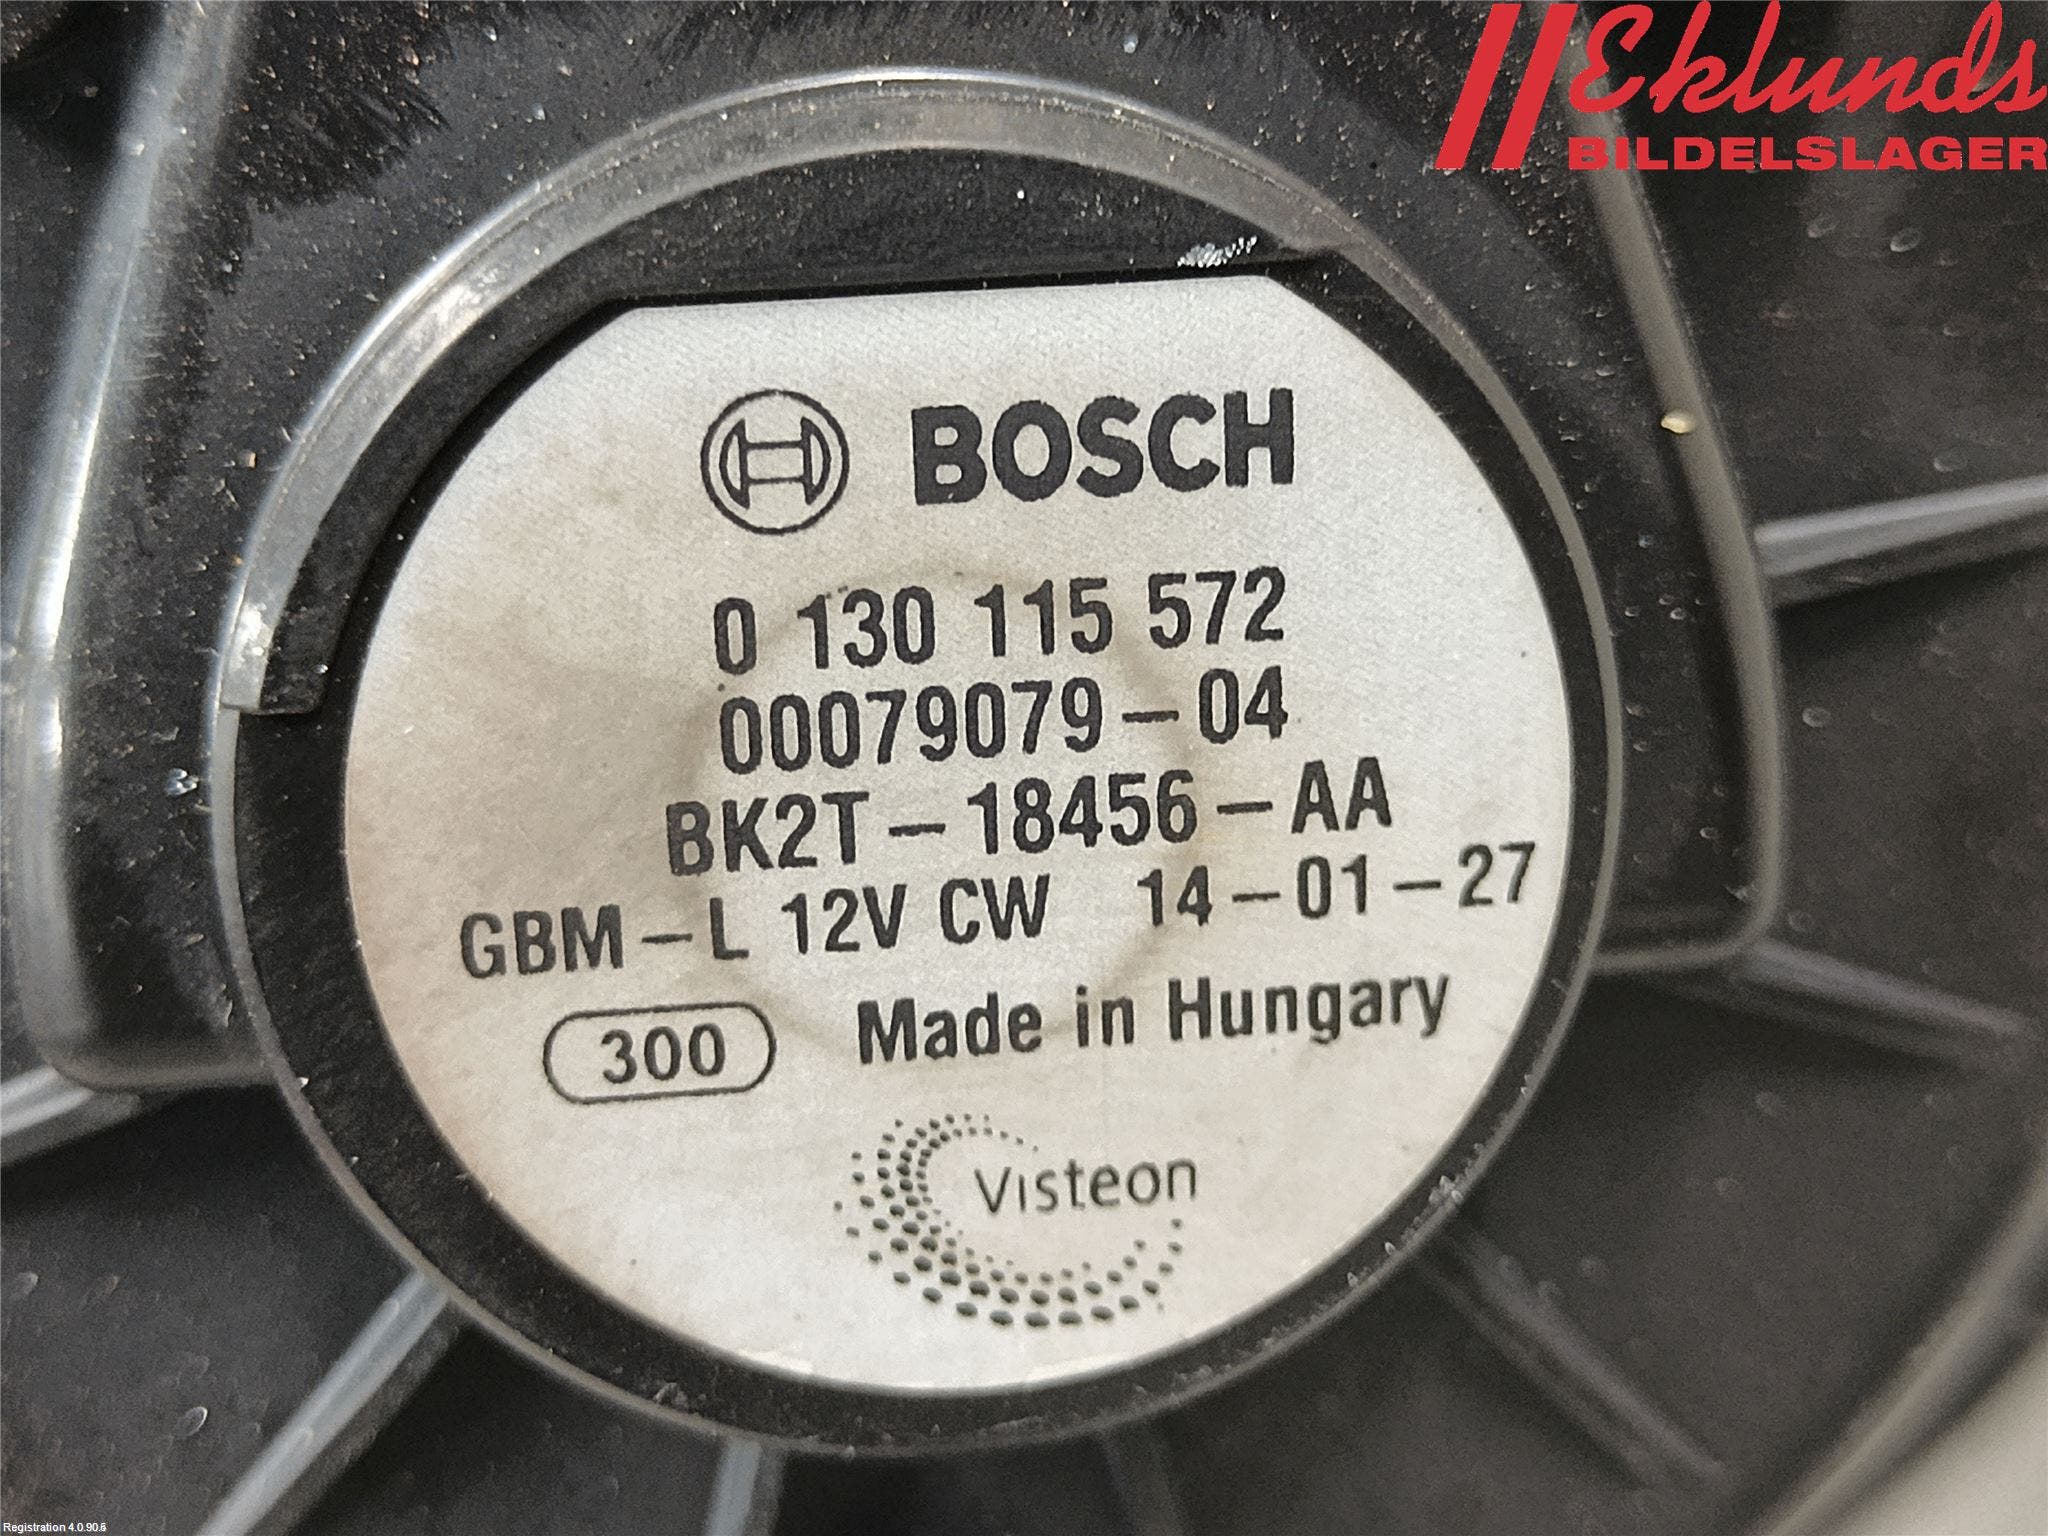 Eklunds
BILDELSLAGER
BOSCH
0 130 115 572
00079079-04
BK2T-18456-AA
GBM-L 12V CW 14-01-27
300 Made in Hungary
Visteon